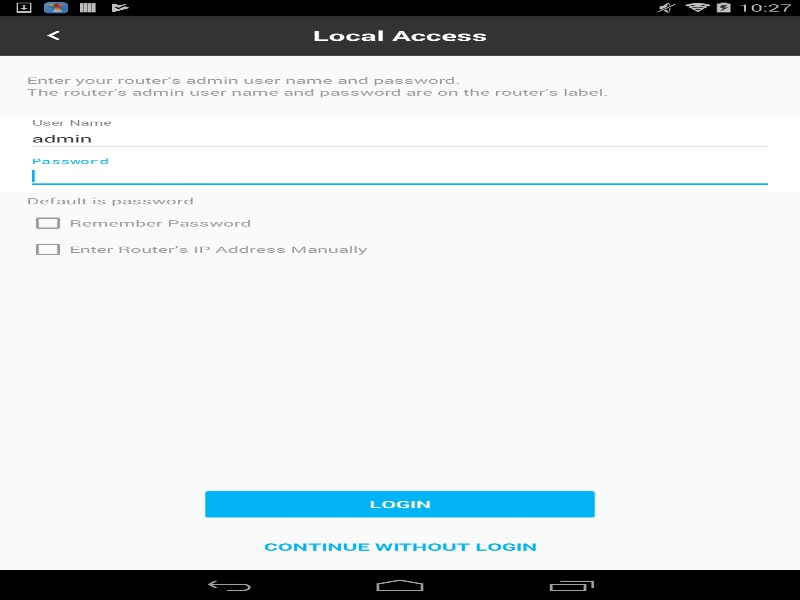 10:27
<
Local Access
Enter your router's admin user name and password.
The router's admin user name and password are on the router's label.
User Name
admin
Password
Default is password
Remember Password
Enter Router's IP Address Manually
LOGIN
CONTINUE WITHOUT LOGIN